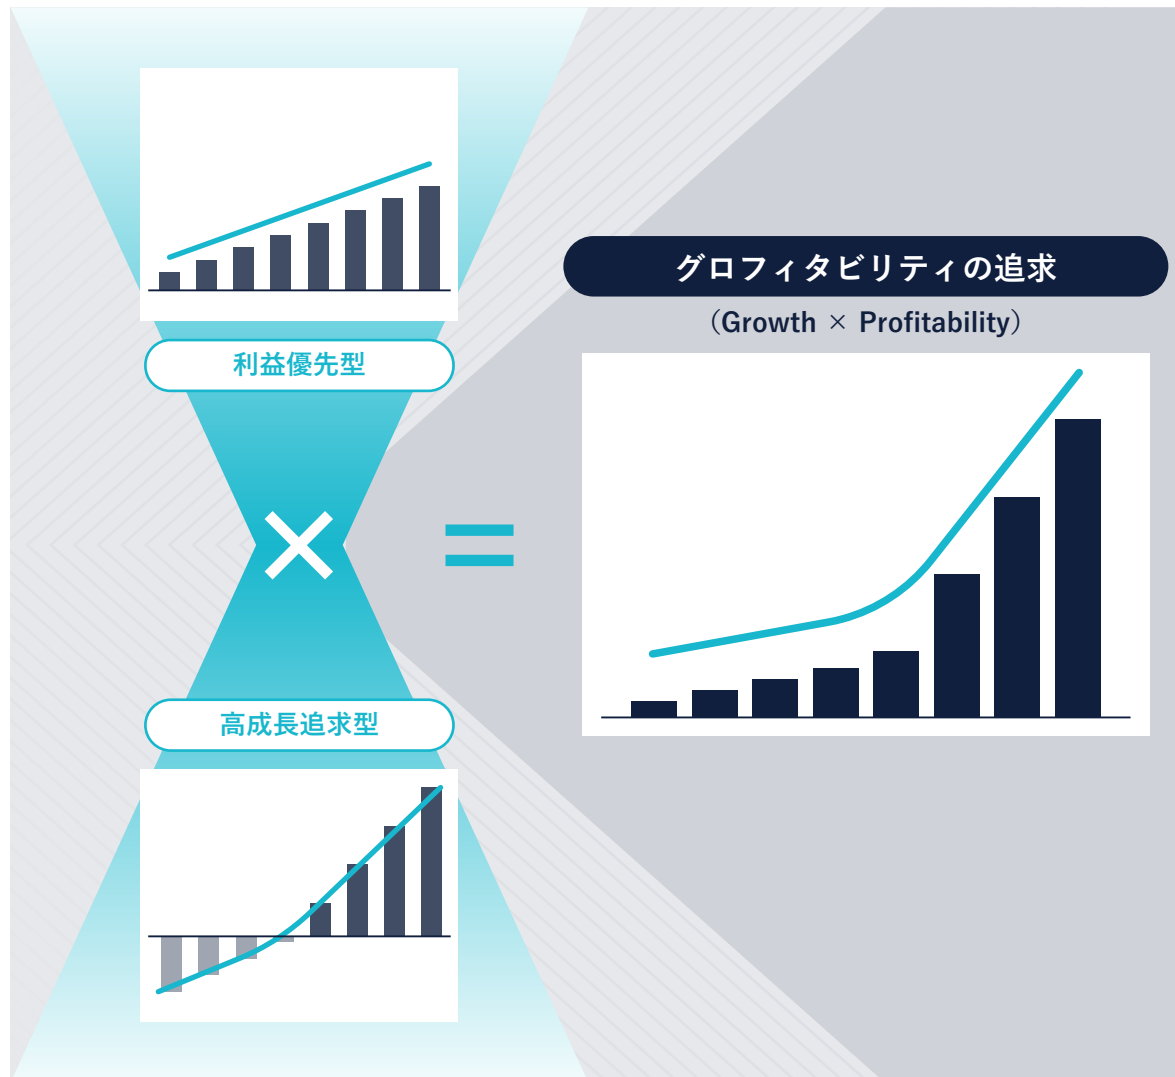 利益優先型
×
高成長追求型
=
グロフィタビリティの追求
（Growth × Profitability）